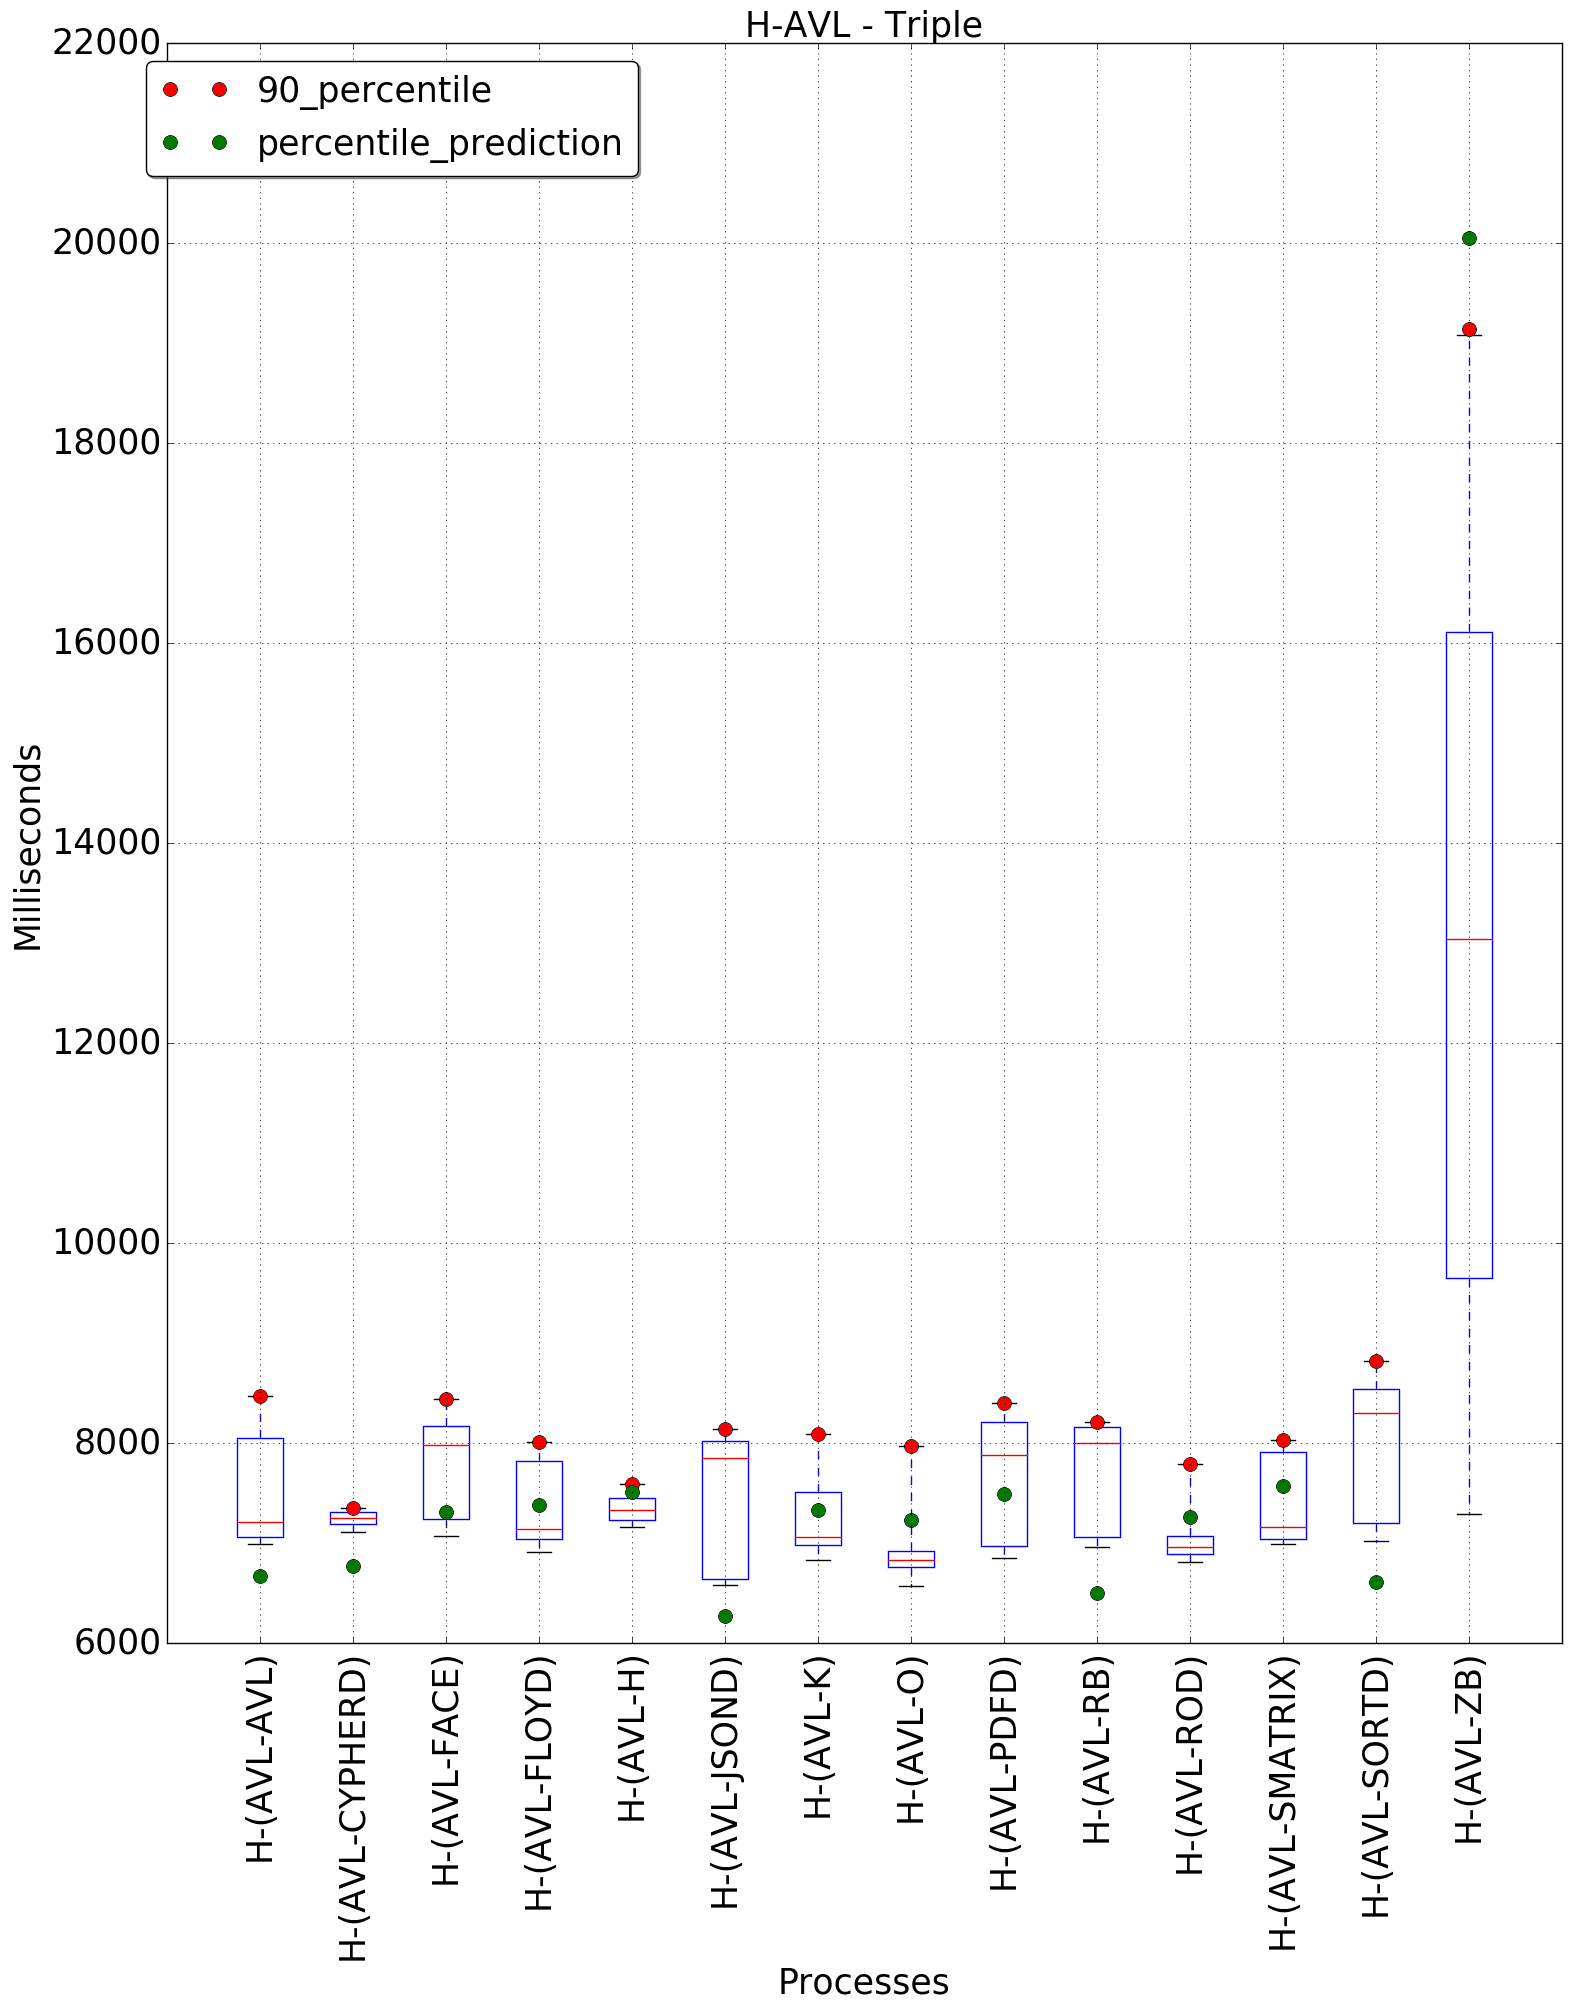 H-AVL - Triple
90_percentile
percentile_prediction
22000
20000
18000
16000
14000
12000
10000
8000
6000
Milliseconds
H-(AVL-AVL)
H-(AVL-CYPHERD)
H-(AVL-FACE)
H-(AVL-FLOYD)
H-(AVL-H)
H-(AVL-JSOND)
H-(AVL-K)
H-(AVL-O)
H-(AVL-PDFD)
H-(AVL-RB)
H-(AVL-ROD)
H-(AVL-SMATRIX)
H-(AVL-SORTD)
H-(AVL-ZB)
Processes